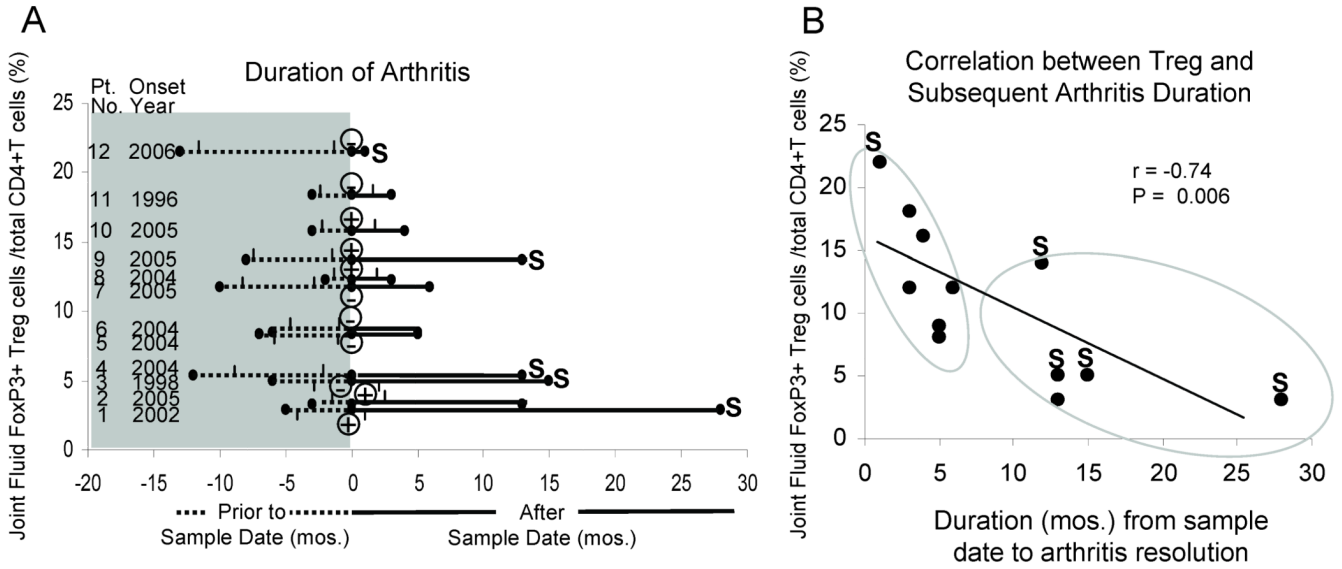 A
Joint Fluid FoxP3+ Treg cells /total CD4+T cells (%)
Duration of Arthritis
Pt. Onset
No. Year
25
20
15
10
5
0
12 2006
S
11 1996
10 2005
9 2005
S
8 2004
7 2005
6 2004
5 2004
4 2004
S
3 1998
S
2 2005
1 2002
S
-20 -15 -10 -5 0 5 10 15 20 25 30
Prior to
Sample Date (mos.)
After
Sample Date (mos.)
B
Joint Fluid FoxP3+ Treg cells /total CD4+T cells (%)
Correlation between Treg and
Subsequent Arthritis Duration
25
20
15
10
5
0
r = -0.74
P = 0.006
S
S
S
S
S
0 5 10 15 20 25 30
Duration (mos.) from sample
date to arthritis resolution